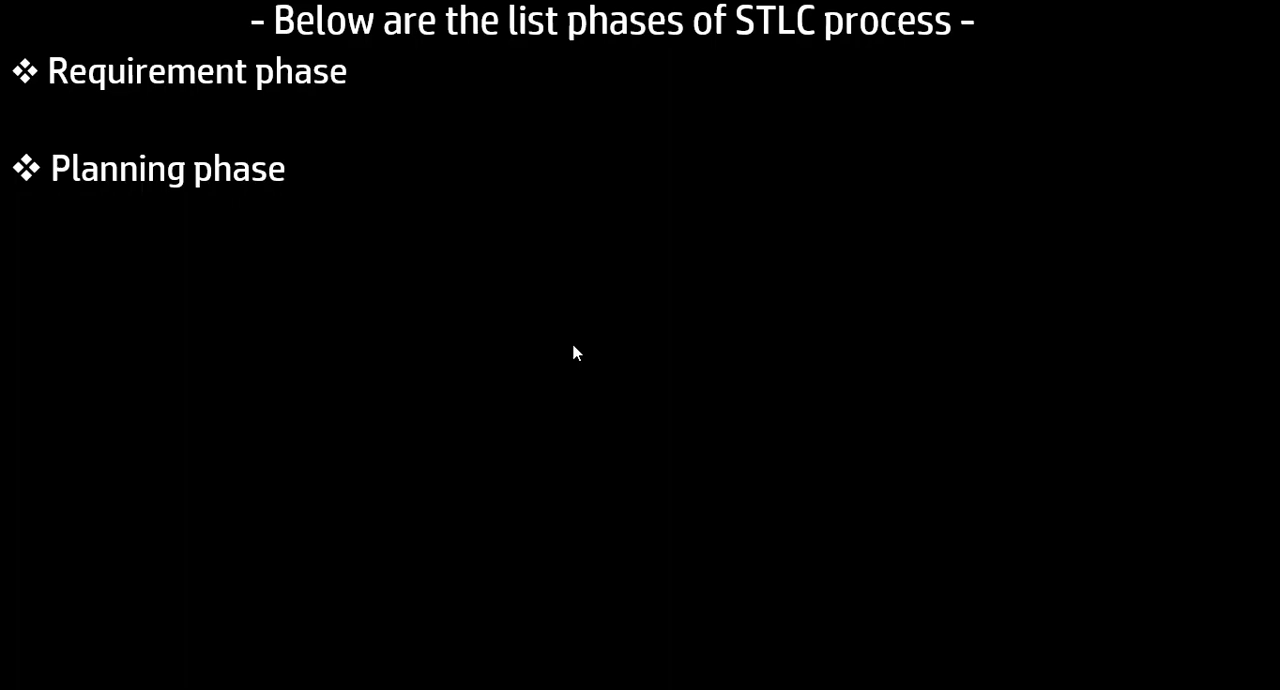 - Below are the list phases of STLC process -
❖ Requirement phase
❖ Planning phase